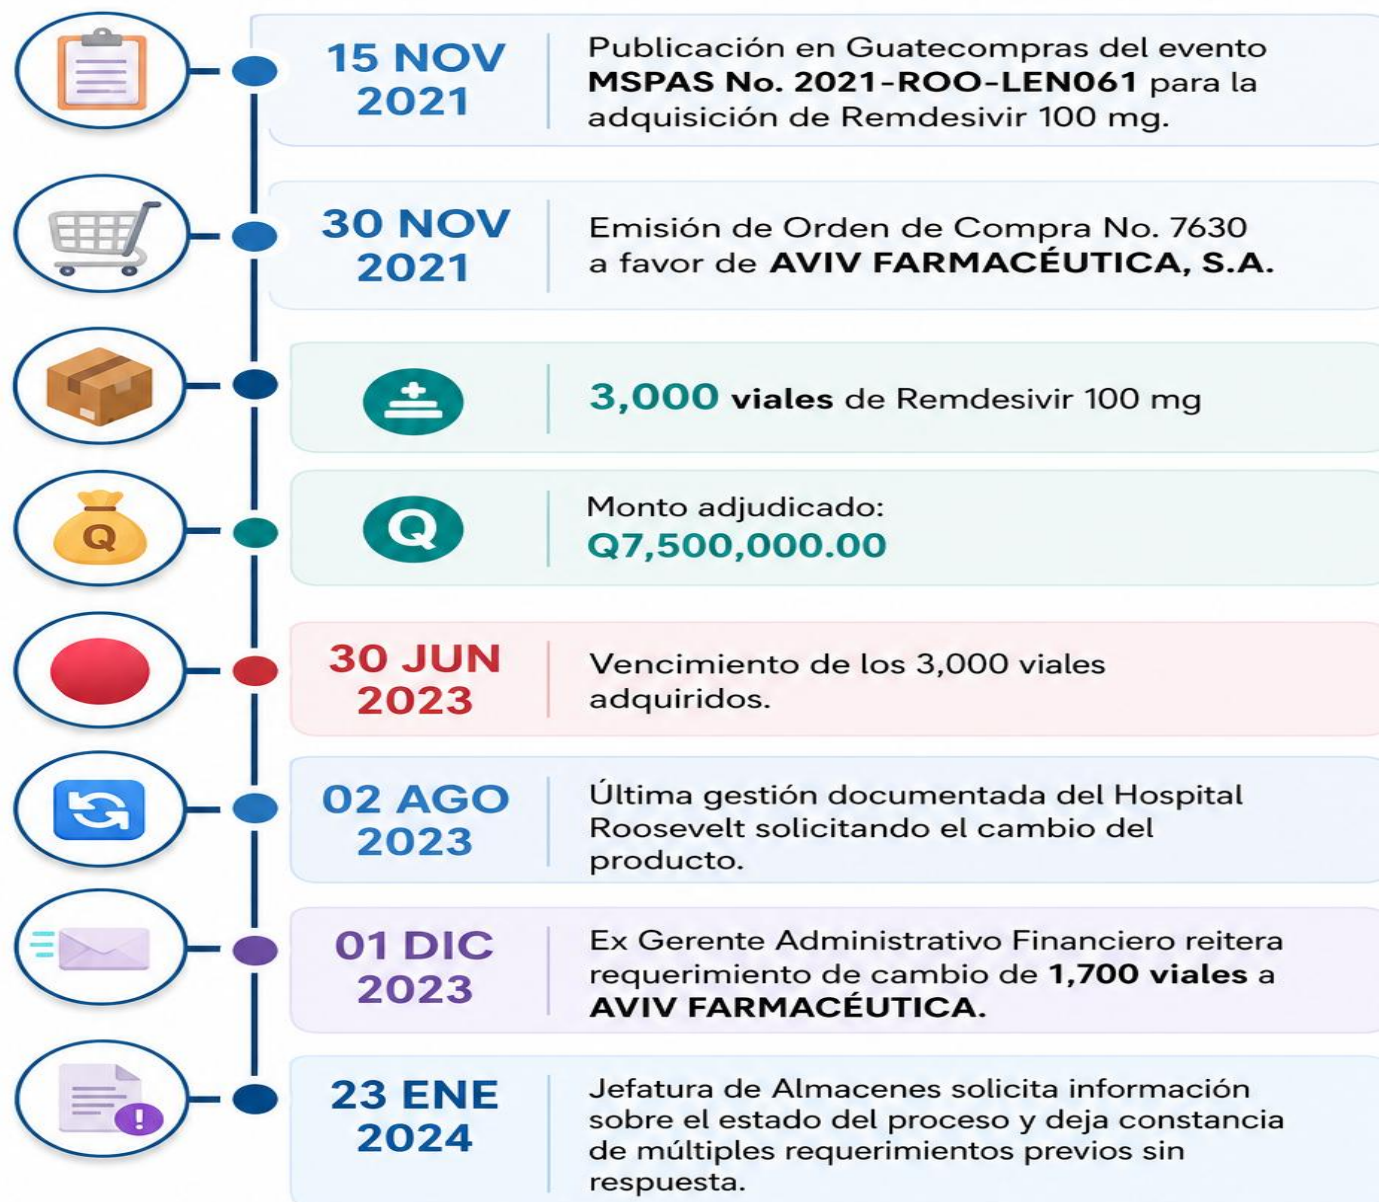 15 NOV
2021
Publicación en Guatecompras del evento
MSPAS No. 2021-ROO-LEN061 para la
adquisición de Remdesivir 100 mg.
30 NOV
2021
Emisión de Orden de Compra No. 7630
a favor de AVIV FARMACÉUTICA, S.A.
3,000 viales de Remdesivir 100 mg
Q
Q
Monto adjudicado:
Q7,500,000.00
30 JUN
2023
Vencimiento de los 3,000 viales
adquiridos.
02 AGO
2023
Última gestión documentada del Hospital
Roosevelt solicitando el cambio del
producto.
01 DIC
2023
Ex Gerente Administrativo Financiero reitera
requerimiento de cambio de 1,700 viales a
AVIV FARMACÉUTICA.
23 ENE
2024
Jefatura de Almacenes solicita información
sobre el estado del proceso y deja constancia
de múltiples requerimientos previos sin
respuesta.